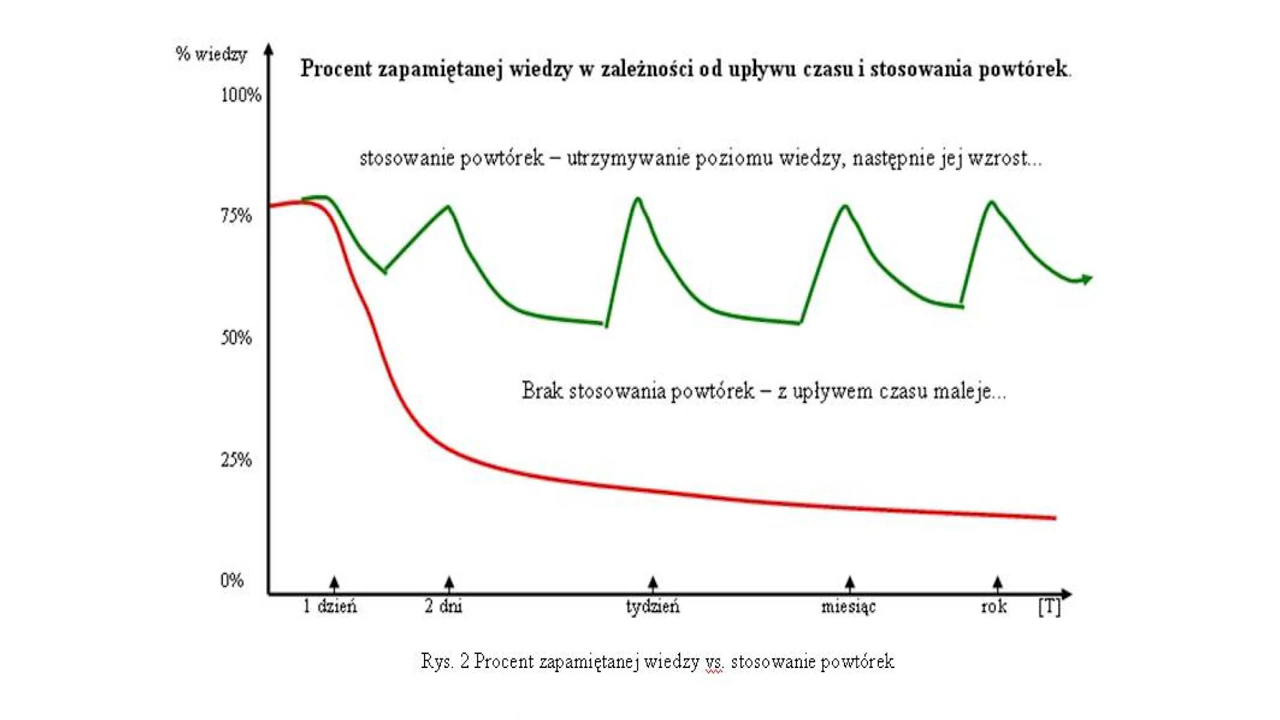 % wiedzy
Procent zapamiętanej wiedzy w zależności od upływu czasu i stosowania powtórek.
100%
stosowanie powtórek – utrzymywanie poziomu wiedzy, następnie jej wzrost...
75%
50%
Brak stosowania powtórek – z upływem czasu maleje...
25%
0%
1 dzień 2 dni tydzień miesiąc rok [T]
Rys. 2 Procent zapamiętanej wiedzy vs. stosowanie powtórek